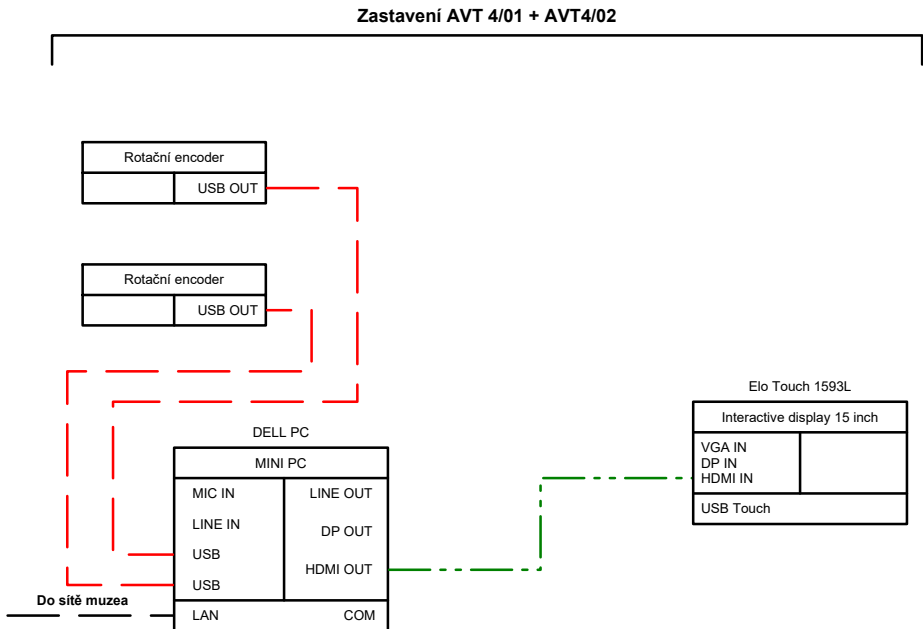 Zastavení AVT 4/01 + AVT4/02
Rotační encoder
USB OUT
Rotační encoder
USB OUT
Elo Touch 1593L
Interactive display 15 inch
VGA IN
DP IN
HDMI IN
USB Touch
DELL PC
MINI PC
MIC IN
LINE OUT
LINE IN
DP OUT
USB
HDMI OUT
USB
Do sítě muzea
LAN
COM